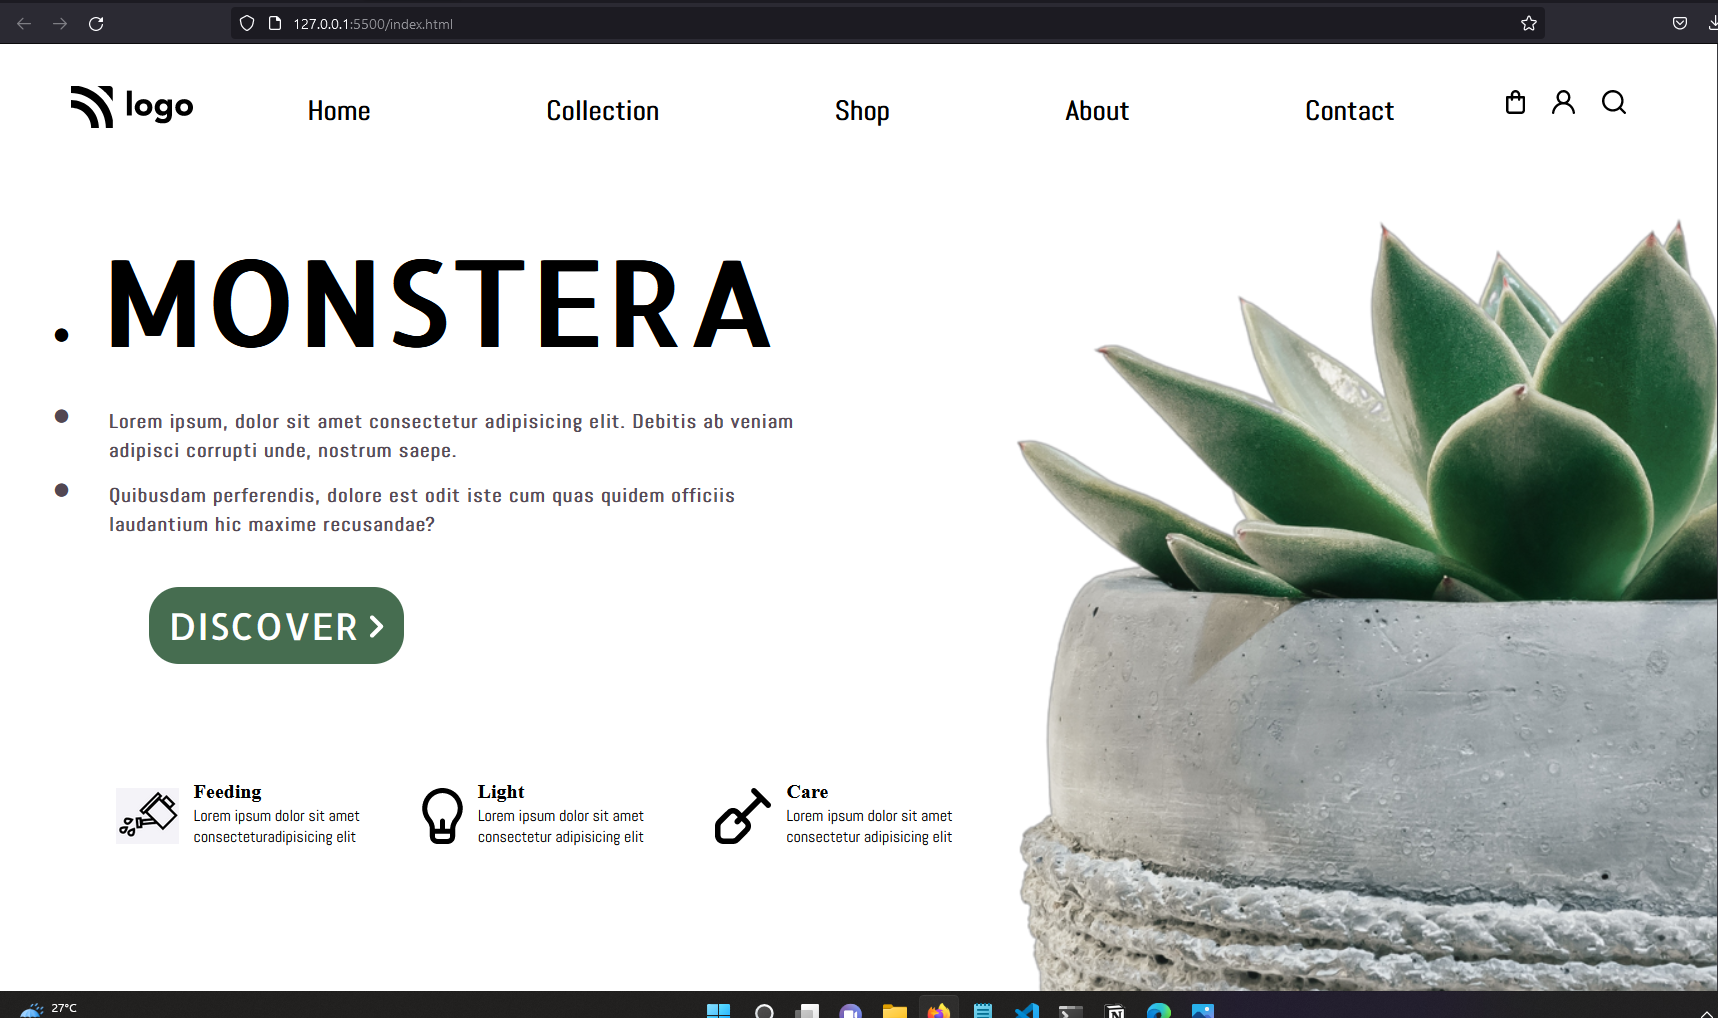 127.0.0.1:5500/index.html
logo
Home
Collection
Shop
About
Contact
MONSTERA
Lorem ipsum, dolor sit amet consectetur adipisicing elit. Debitis ab veniam
adipisci corrupti unde, nostrum saepe.
Quibusdam perferendis, dolore est odit iste cum quas quidem officiis
laudantium hic maxime recusandae?
DISCOVER
Feeding
Lorem ipsum dolor sit amet
consecteturadipisicing elit
Light
Lorem ipsum dolor sit amet
consectetur adipisicing elit
Care
Lorem ipsum dolor sit amet
consectetur adipisicing elit
27°C